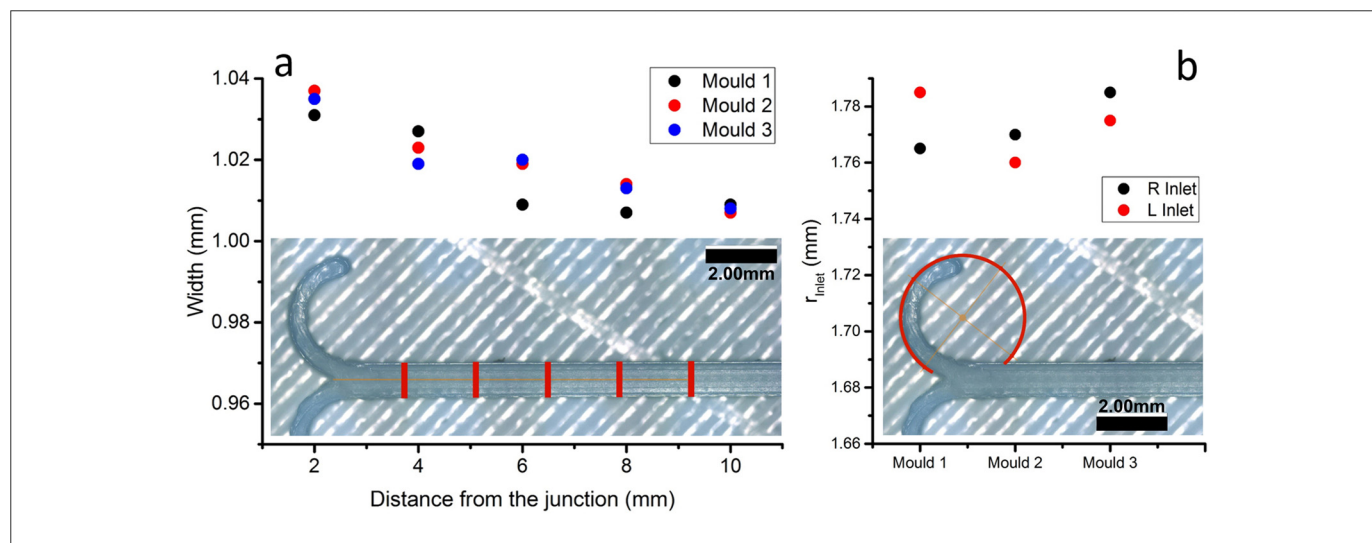 a
1.04
1.02
1.00
0.98
0.96
Width (mm)
Mould 1
Mould 2
Mould 3
2.00mm
2
4
6
8
10
Distance from the junction (mm)
b
1.78
1.76
1.74
1.72
1.70
1.68
1.66
r_Inlet (mm)
R Inlet
L Inlet
2.00mm
Mould 1
Mould 2
Mould 3